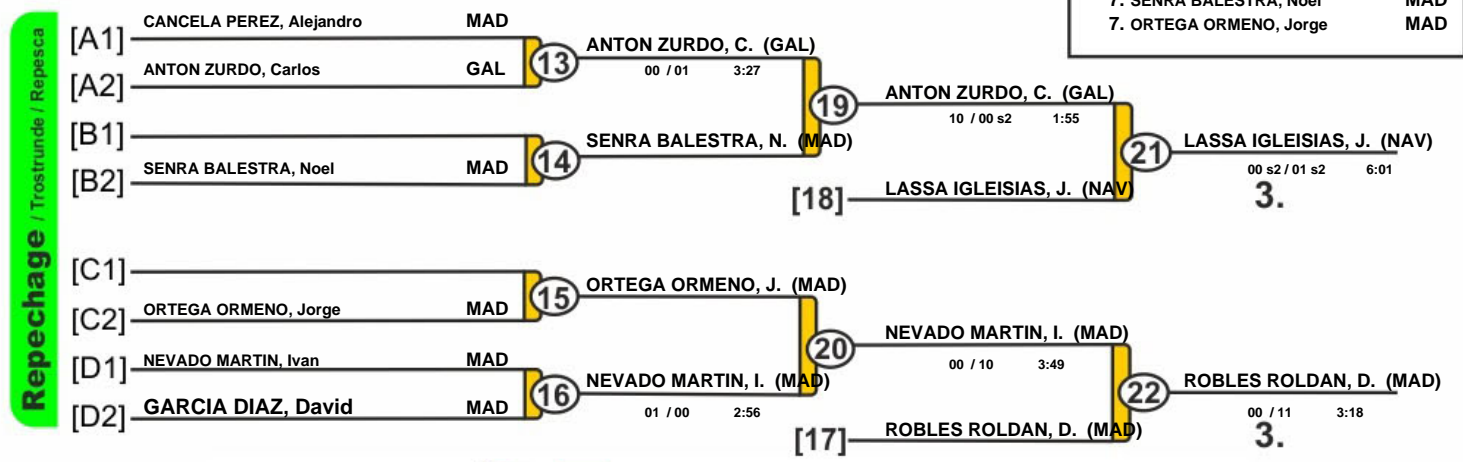 7. SENRA BALESTRA, Noel MAD
7. ORTEGA ORMENO, Jorge MAD
Repechage / Trostrunde / Repesca
[A1] CANCELA PEREZ, Alejandro MAD
[A2] ANTON ZURDO, Carlos GAL
13 ANTON ZURDO, C. (GAL)
00 / 01 3:27
[B1]
[B2] SENRA BALESTRA, Noel MAD
14 SENRA BALESTRA, N. (MAD)
19 ANTON ZURDO, C. (GAL)
10 / 00 s2 1:55
[18] LASSA IGLEISIAS, J. (NAV)
21 LASSA IGLEISIAS, J. (NAV)
00 s2 / 01 s2 6:01
3.
[C1]
[C2] ORTEGA ORMENO, Jorge MAD
15 ORTEGA ORMENO, J. (MAD)
[D1] NEVADO MARTIN, Ivan MAD
[D2] GARCIA DIAZ, David MAD
16 NEVADO MARTIN, I. (MAD)
01 / 00 2:56
20 NEVADO MARTIN, I. (MAD)
00 / 10 3:49
[17] ROBLES ROLDAN, D. (MAD)
22 ROBLES ROLDAN, D. (MAD)
00 / 11 3:18
3.